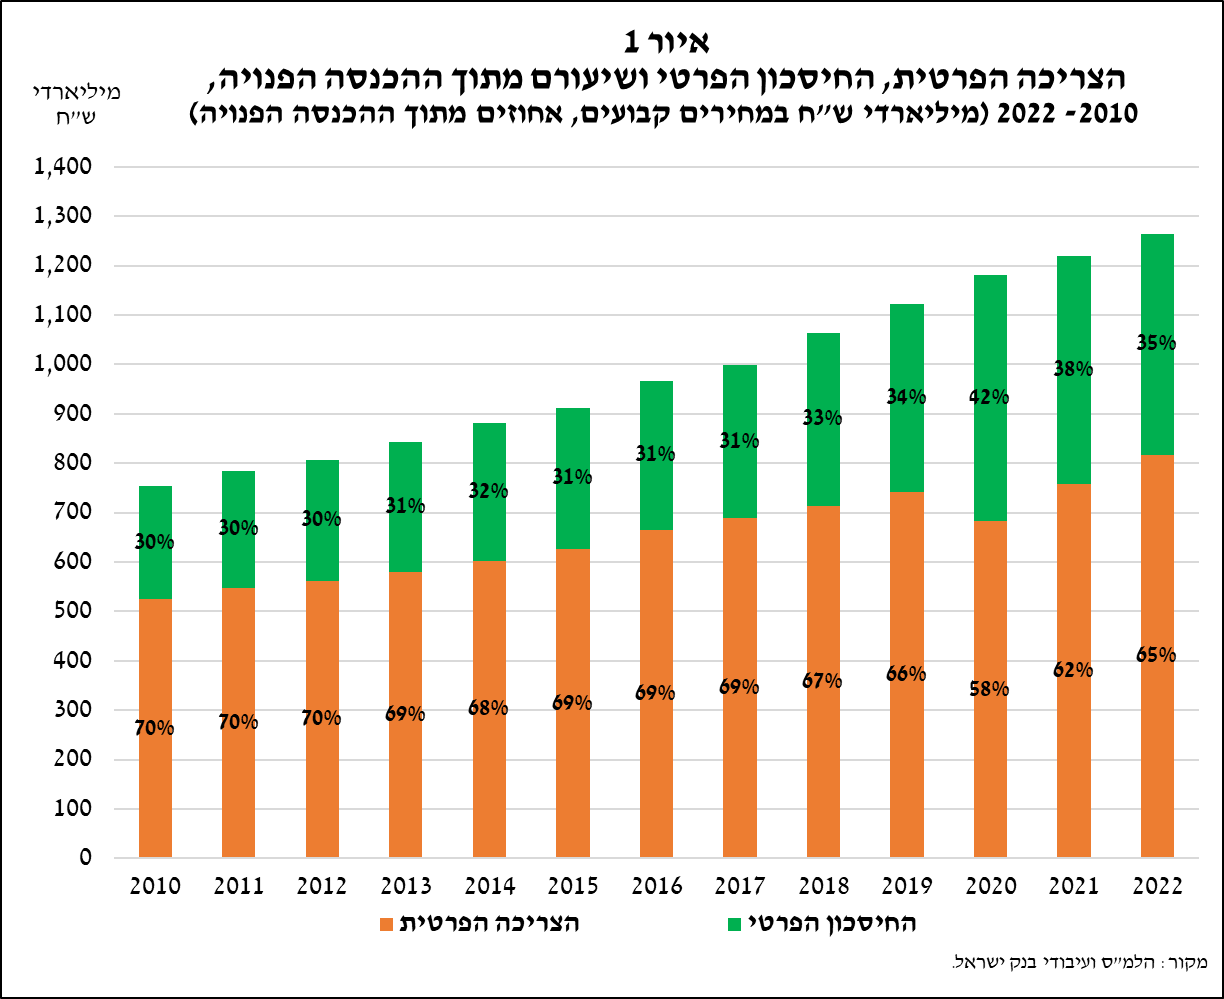 איור 1
הצריכה הפרטית, החיסכון הפרטי ושיעורם מתוך ההכנסה הפנויה,
2010- 2022 (מיליארדי ש"ח במחירים קבועים, אחוזים מתוך ההכנסה הפנויה)
מיליארדי
ש"ח
1,400
1,300
1,200
1,100
1,000
900
800
700
600
500
400
300
200
100
0
30% 30% 30% 31% 32% 31% 31% 31% 33% 34% 42% 38% 35%
70% 70% 70% 69% 68% 69% 69% 69% 67% 66% 58% 62% 65%
2010 2011 2012 2013 2014 2015 2016 2017 2018 2019 2020 2021 2022
הצריכה הפרטית
החיסכון הפרטי
מקור: הלמ"ס ועיבודי בנק ישראל.